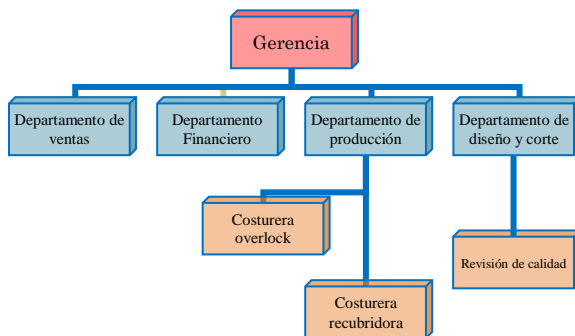 Gerencia
Departamento de
ventas
Departamento
Financiero
Departamento de
producción
Departamento de
diseño y corte
Costurera
overlock
Revisión de calidad
Costurera
recubridora